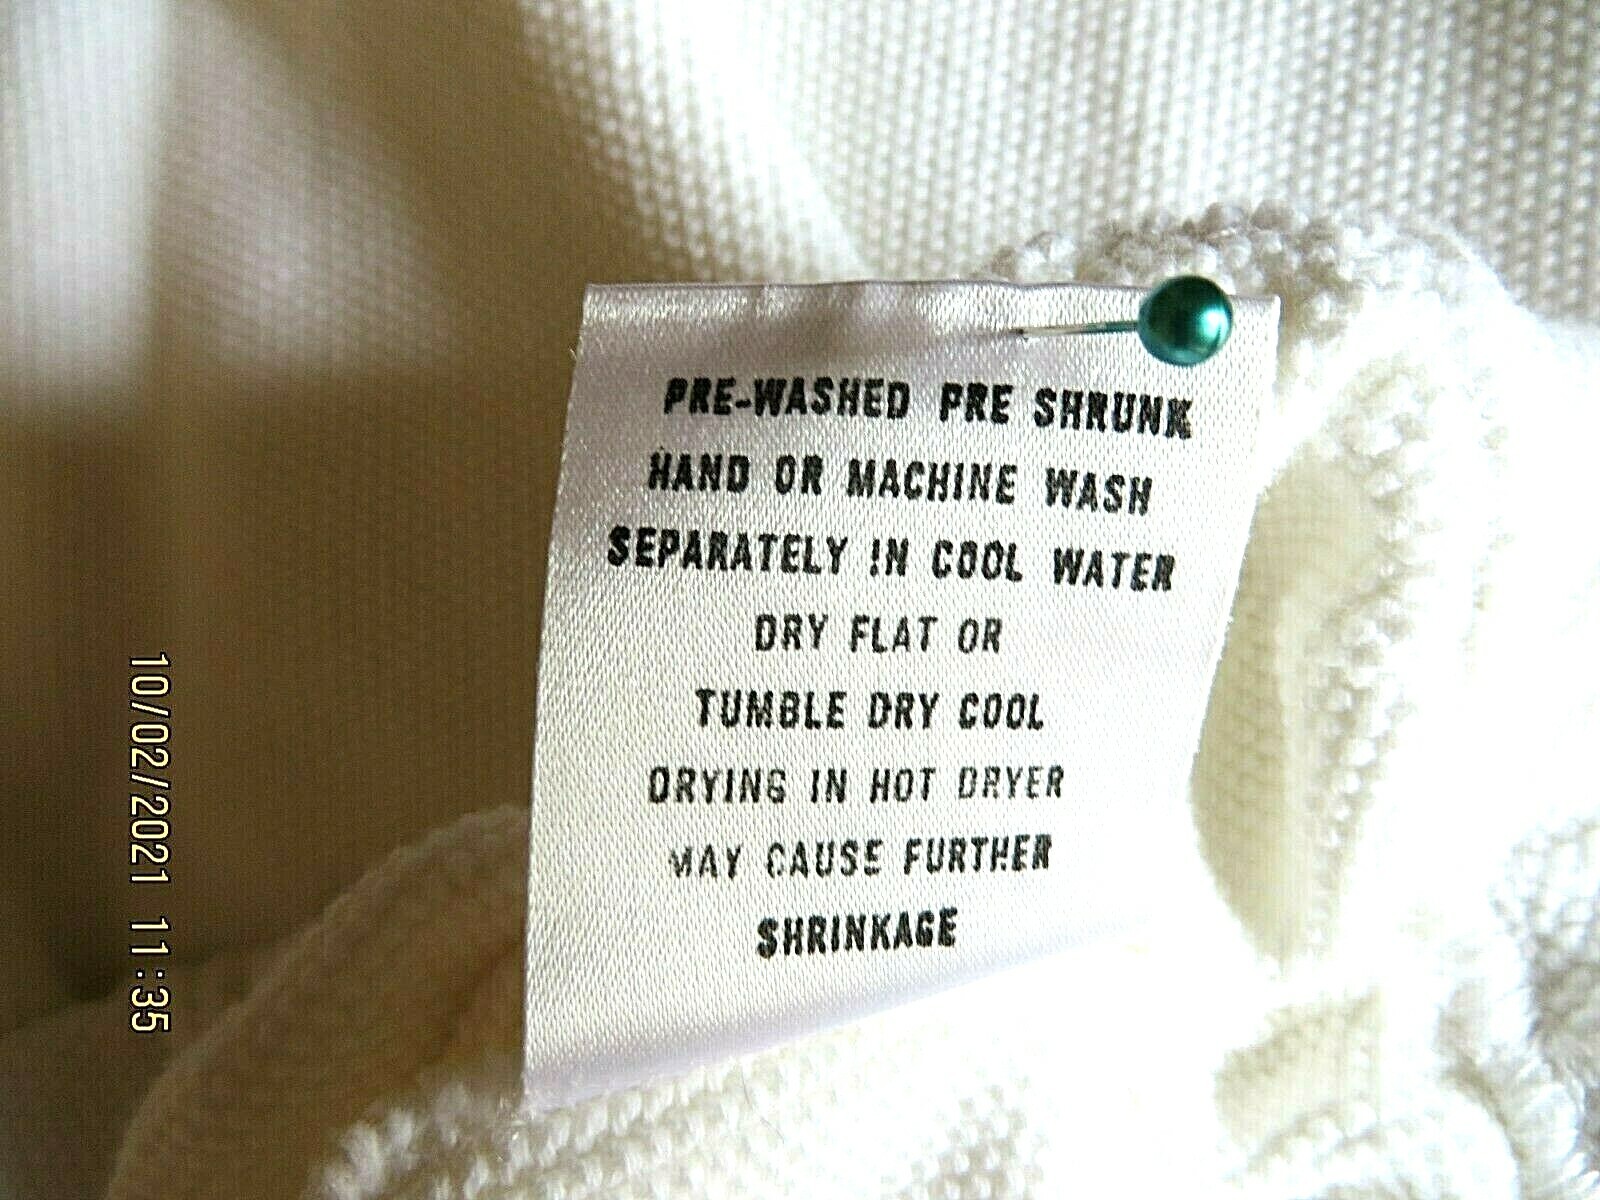 PRE-WASHED PRE SHRUNK
HAND OR MACHINE WASH
SEPARATELY IN COOL WATER
DRY FLAT OR
TUMBLE DRY COOL
DRYING IN HOT DRYER
MAY CAUSE FURTHER
SHRINKAGE
10/02/2021 11:35